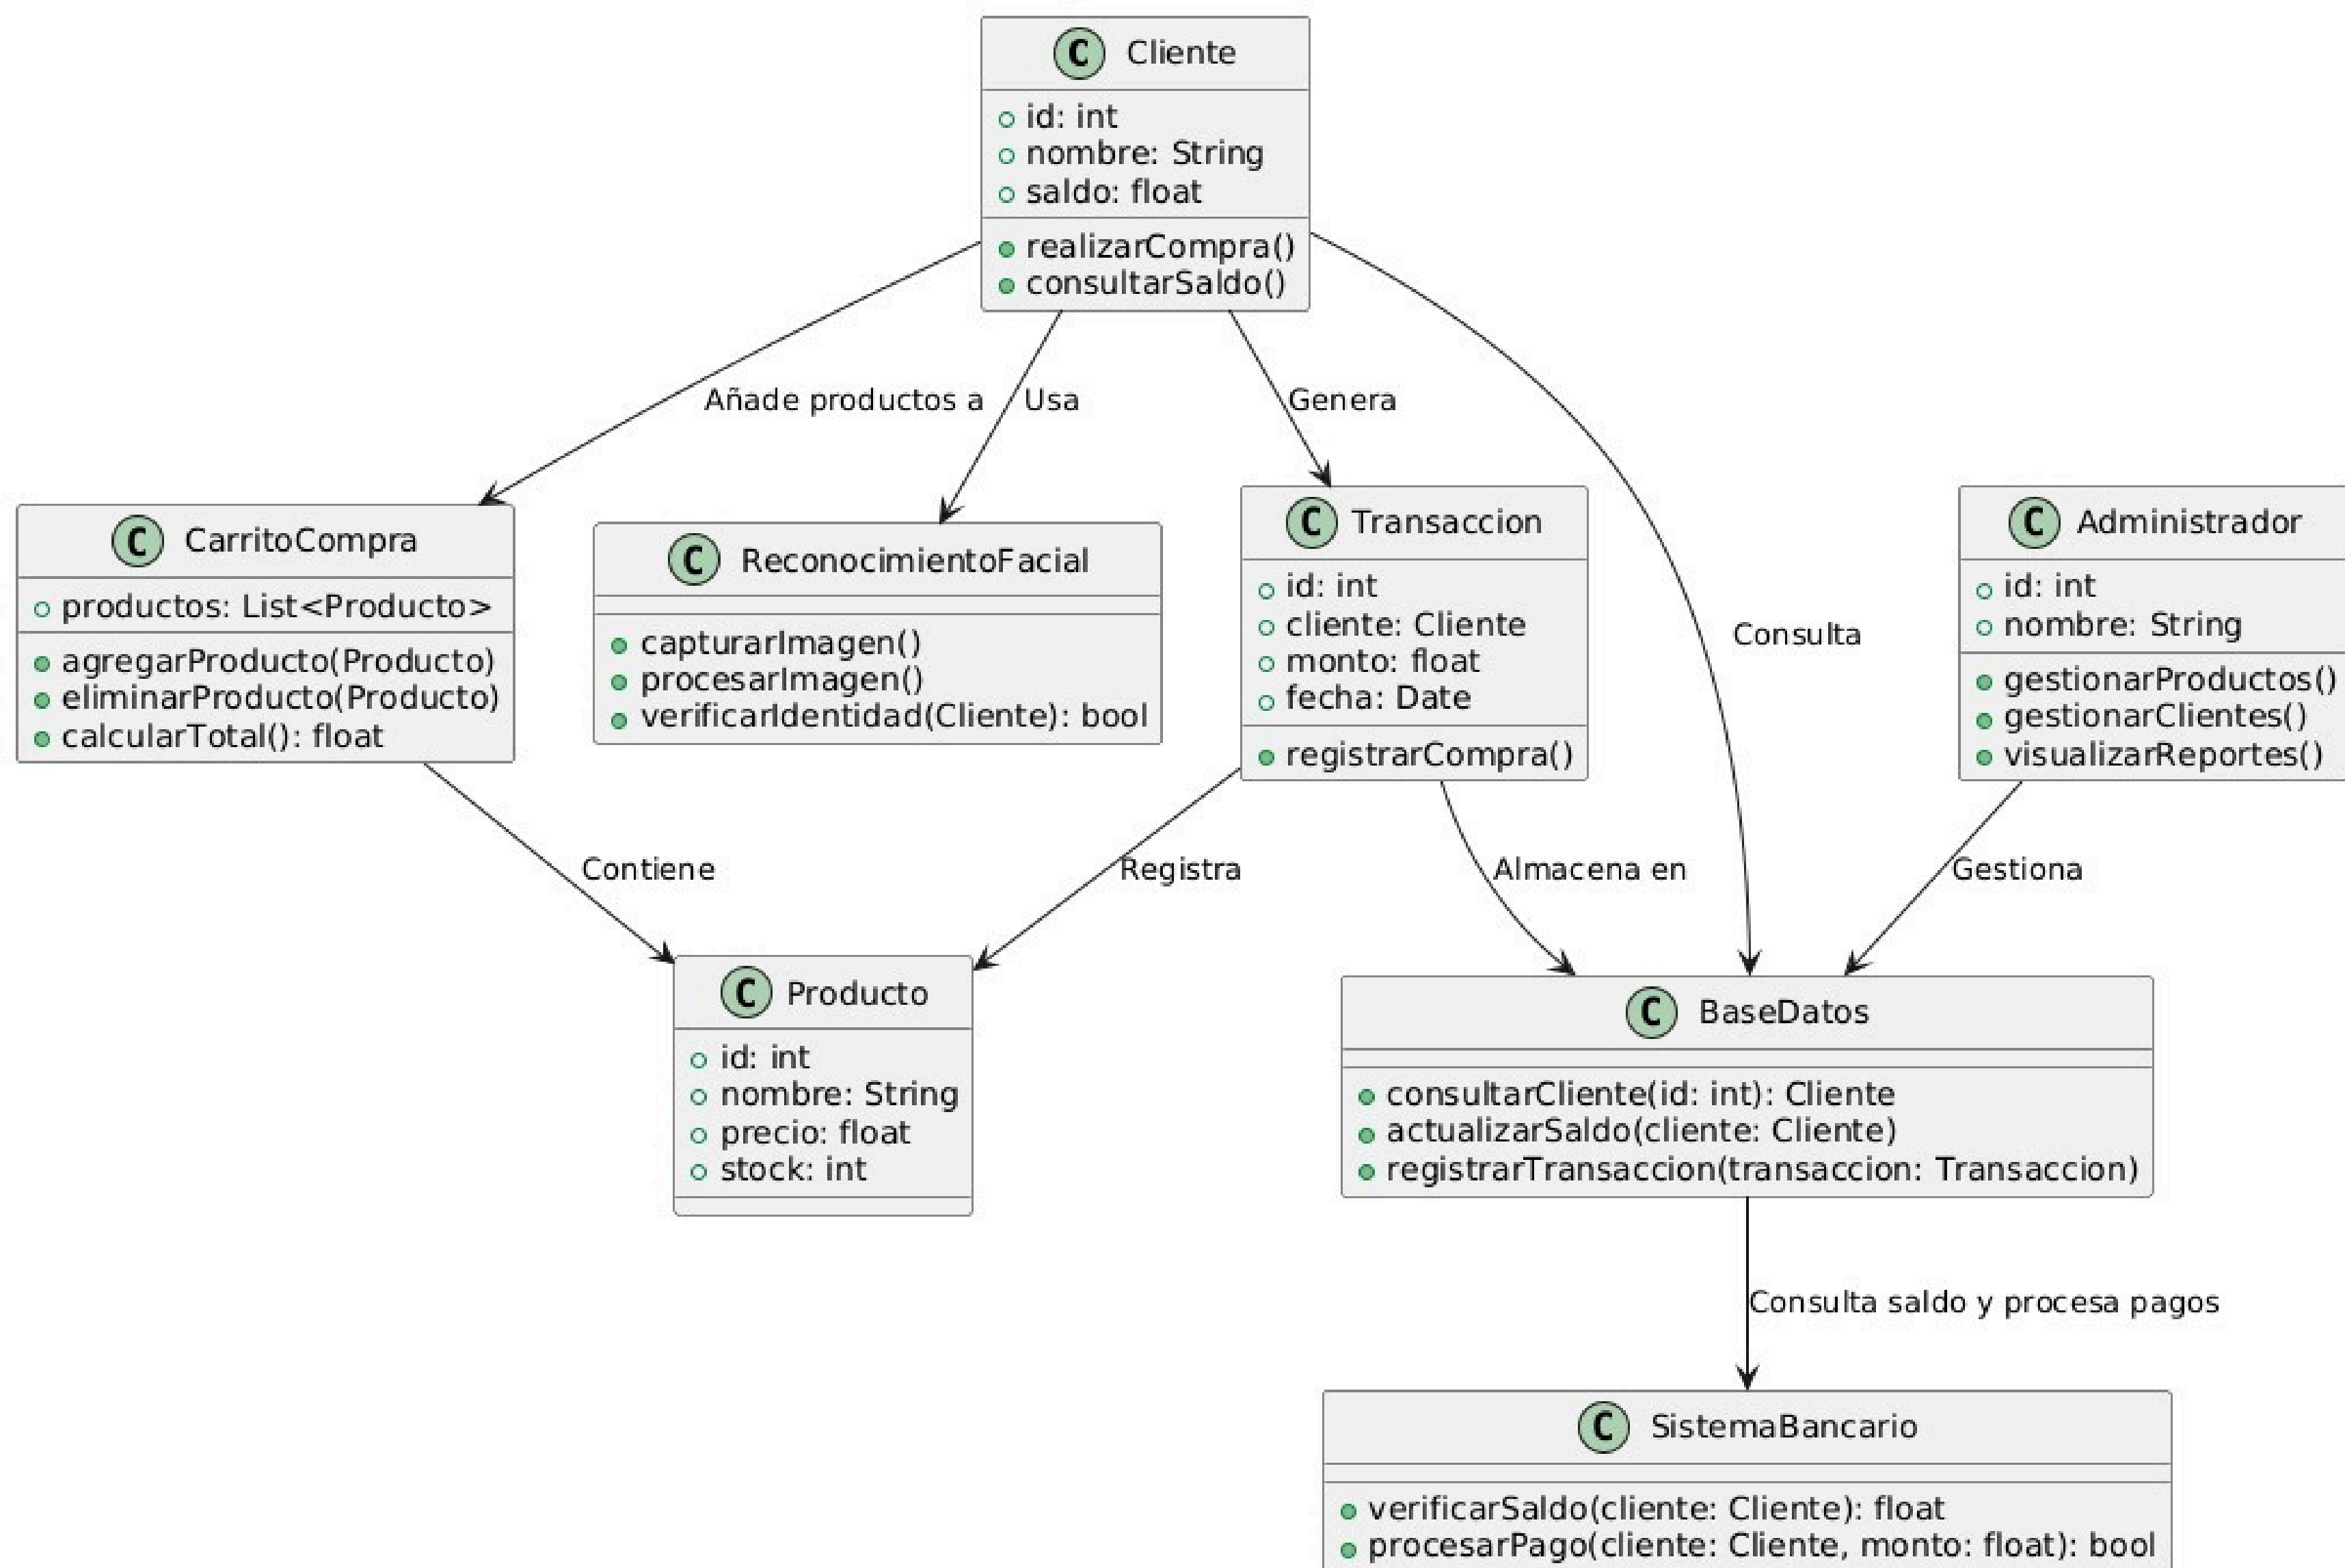 C Cliente
id: int
nombre: String
saldo: float
realizarCompra()
consultarSaldo()
Añade productos a
Usa
Genera
Consulta
C CarritoCompra
productos: List<Producto>
agregarProducto(Producto)
eliminarProducto(Producto)
calcularTotal(): float
C ReconocimientoFacial
capturarImagen()
procesarImagen()
verificarIdentidad(Cliente): bool
C Transaccion
id: int
cliente: Cliente
monto: float
fecha: Date
registrarCompra()
C Administrador
id: int
nombre: String
gestionarProductos()
gestionarClientes()
visualizarReportes()
Contiene
Registra
Almacena en
Gestiona
C Producto
id: int
nombre: String
precio: float
stock: int
C BaseDatos
consultarCliente(id: int): Cliente
actualizarSaldo(cliente: Cliente)
registrarTransaccion(transaccion: Transaccion)
Consulta saldo y procesa pagos
C SistemaBancario
verificarSaldo(cliente: Cliente): float
procesarPago(cliente: Cliente, monto: float): bool